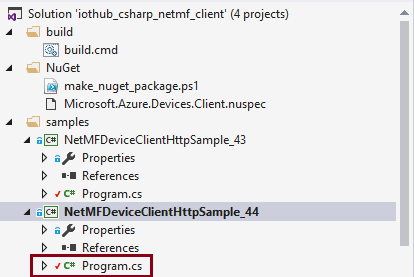 Solution 'iothub_csharp_netmf_client' (4 projects)
build
build.cmd
NuGet
make_nuget_package.ps1
Microsoft.Azure.Devices.Client.nuspec
samples
C# NetMFDeviceClientHttpSample_43
Properties
References
C# Program.cs
C# NetMFDeviceClientHttpSample_44
Properties
References
C# Program.cs